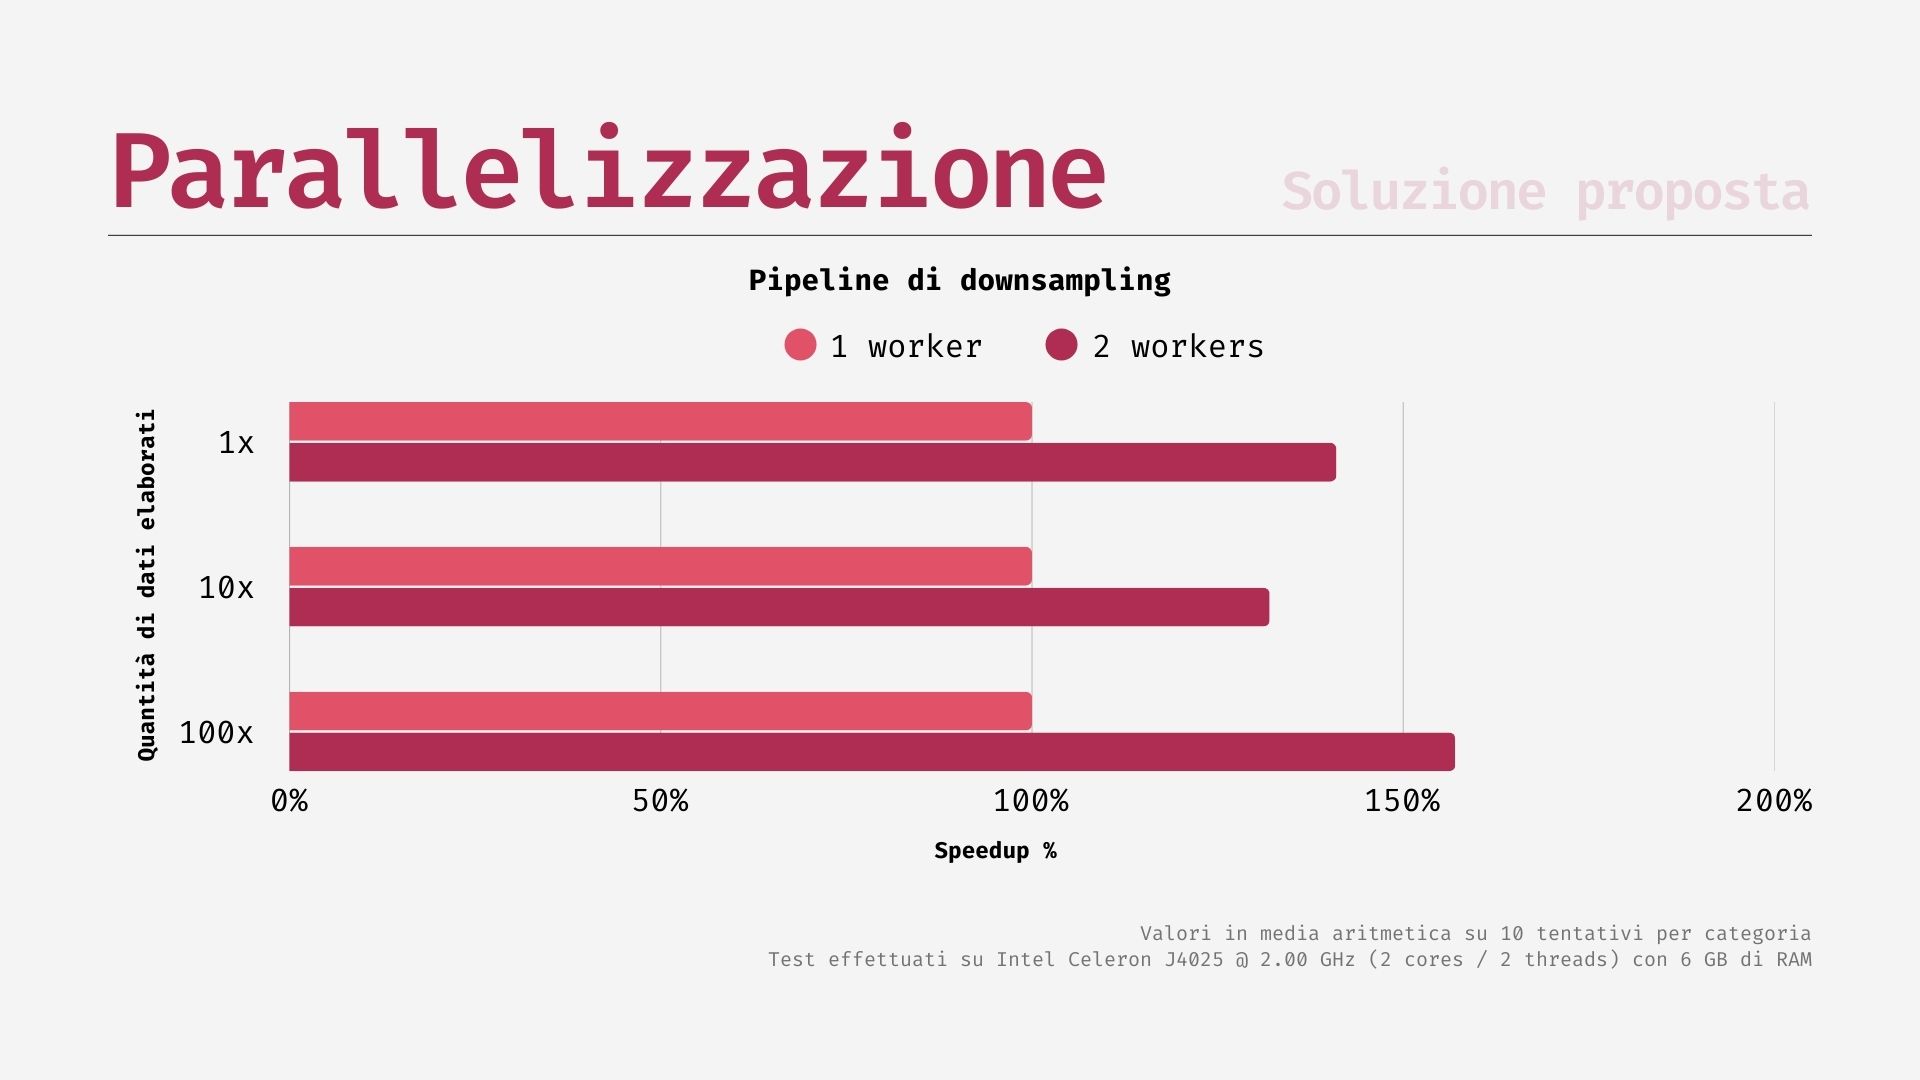 Parallelizzazione
Soluzione proposta
Pipeline di downsampling
1 worker
2 workers
Quantità di dati elaborati
1x
10x
100x
0%
50%
100%
150%
200%
Speedup %
Valori in media aritmetica su 10 tentativi per categoria
Test effettuati su Intel Celeron J4025 @ 2.00 GHz (2 cores / 2 threads) con 6 GB di RAM